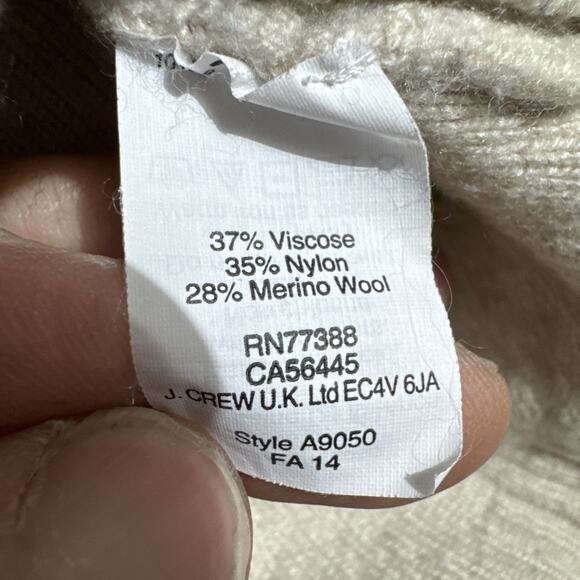 37% Viscose
35% Nylon
28% Merino Wool
RN77388
CA56445
J. CREW U.K. Ltd EC4V 6JA
Style A9050
FA 14